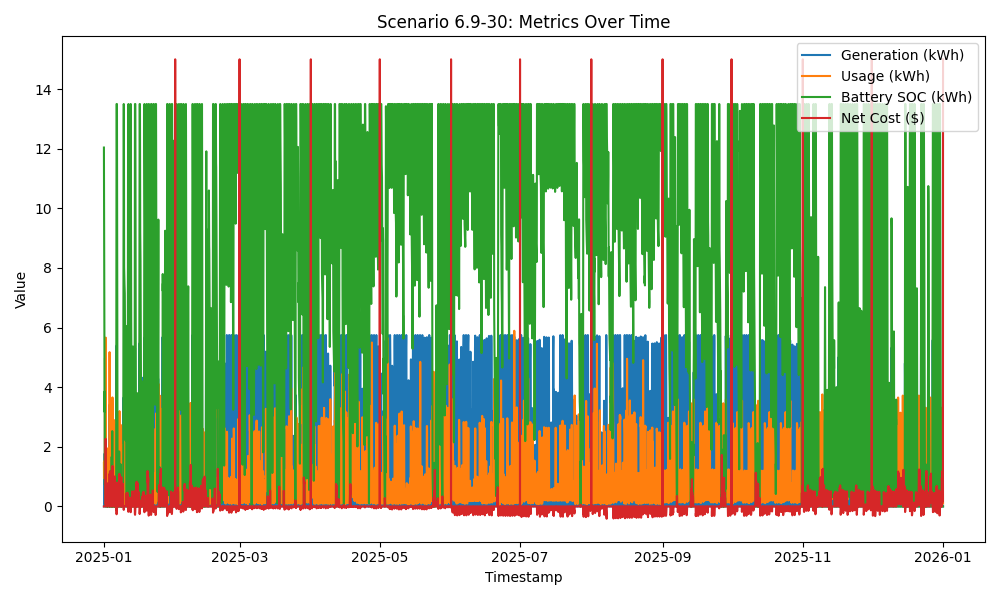 Scenario 6.9-30: Metrics Over Time
Generation (kWh)
Usage (kWh)
Battery SOC (kWh)
Net Cost ($)
Value
14
12
10
8
6
4
2
0
2025-01
2025-03
2025-05
2025-07
2025-09
2025-11
2026-01
Timestamp